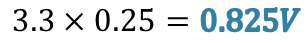 3.3 × 0.25 = 0.825V